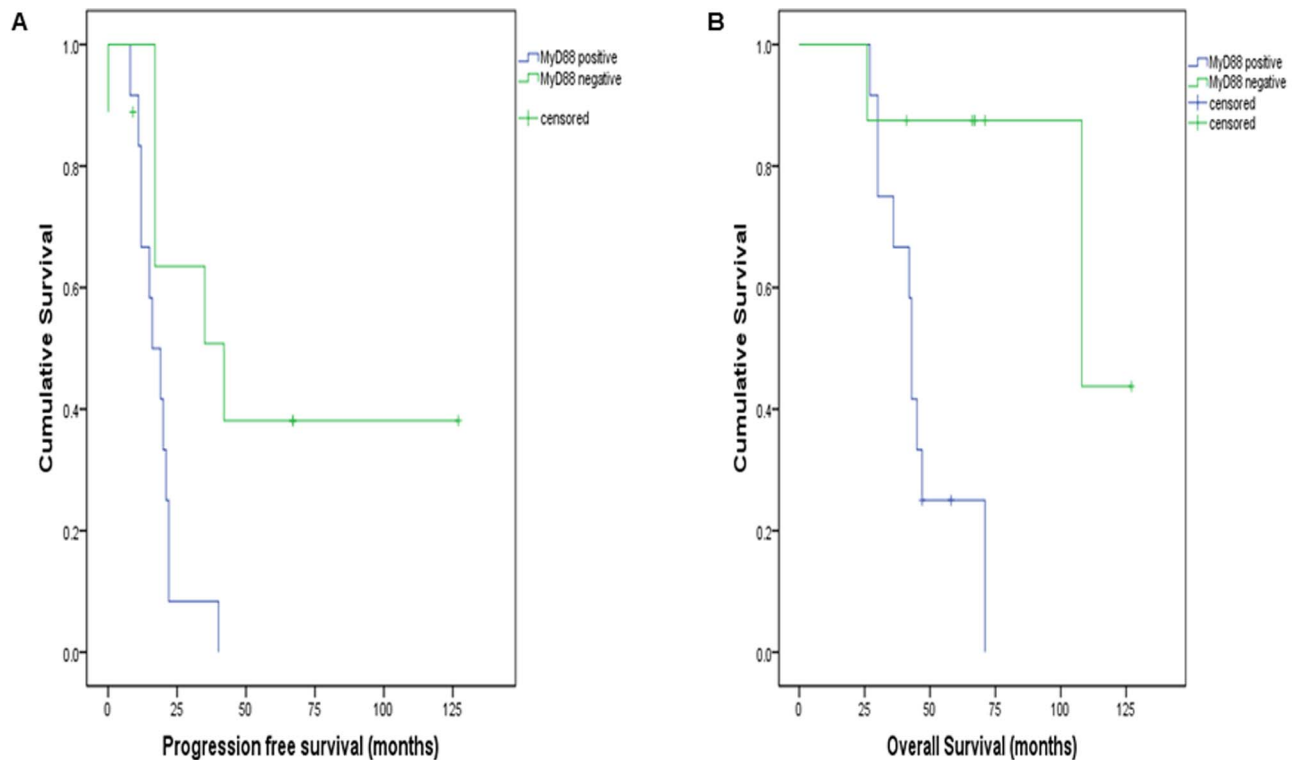 A
1.0
0.8
0.6
0.4
0.2
0.0
Cumulative Survival
0 25 50 75 100 125
Progression free survival (months)
MyD88 positive
MyD88 negative
censored
B
1.0
0.8
0.6
0.4
0.2
0.0
Cumulative Survival
0 25 50 75 100 125
Overall Survival (months)
MyD88 positive
MyD88 negative
censored
censored